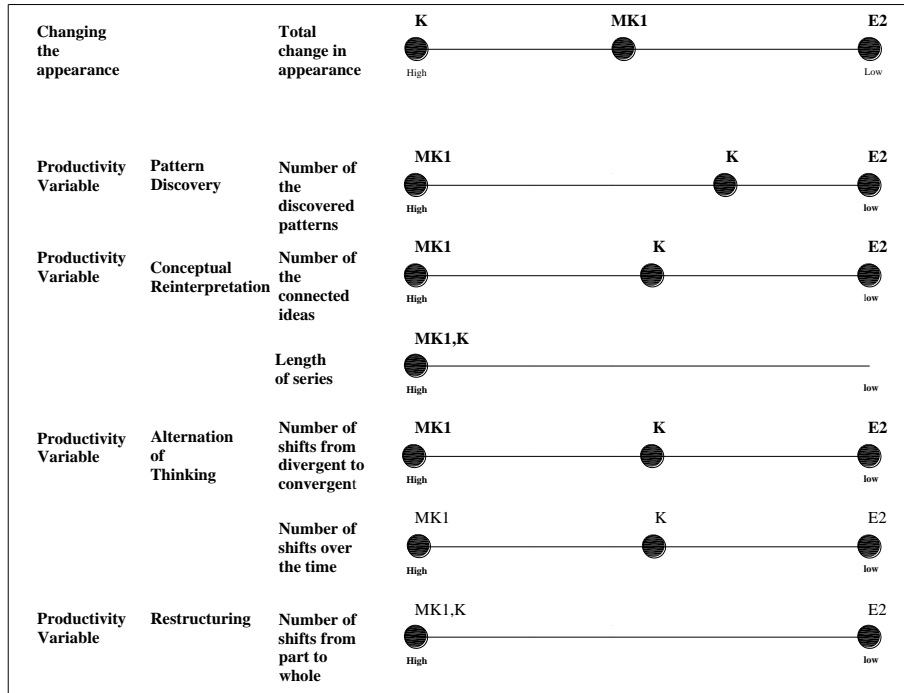 Changing
the
appearance
Total
change in
appearance
K
MK1
E2
High
Low
Productivity
Variable
Pattern
Discovery
Number of
the
discovered
patterns
MK1
K
E2
High
low
Productivity
Variable
Conceptual
Reinterpretation
Number of
the
connected
ideas
MK1
K
E2
High
low
Length
of series
MK1,K
High
low
Productivity
Variable
Alternation
of
Thinking
Number of
shifts from
divergent to
convergent
MK1
K
E2
High
low
Number of
shifts over
the time
MK1
K
E2
High
low
Productivity
Variable
Restructuring
Number of
shifts from
part to
whole
MK1,K
E2
High
low